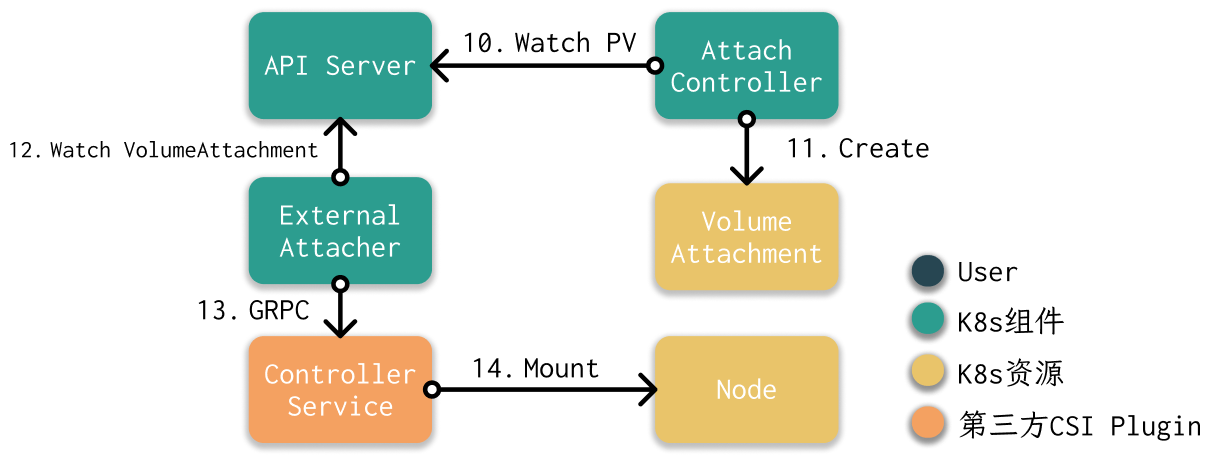 API Server
10. Watch PV
Attach
Controller
12. Watch VolumeAttachment
11. Create
External
Attacher
Volume
Attachment
13. GRPC
Controller
Service
14. Mount
Node
User
K8s组件
K8s资源
第三方CSI Plugin